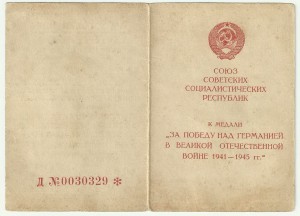 Д №0030329 *
СОЮЗ
СОВЕТСКИХ
СОЦИАЛИСТИЧЕСКИХ
РЕСПУБЛИК
К МЕДАЛИ
„ЗА ПОБЕДУ НАД ГЕРМАНИЕЙ
В ВЕЛИКОЙ ОТЕЧЕСТВЕННОЙ
ВОЙНЕ 1941—1945 гг.“